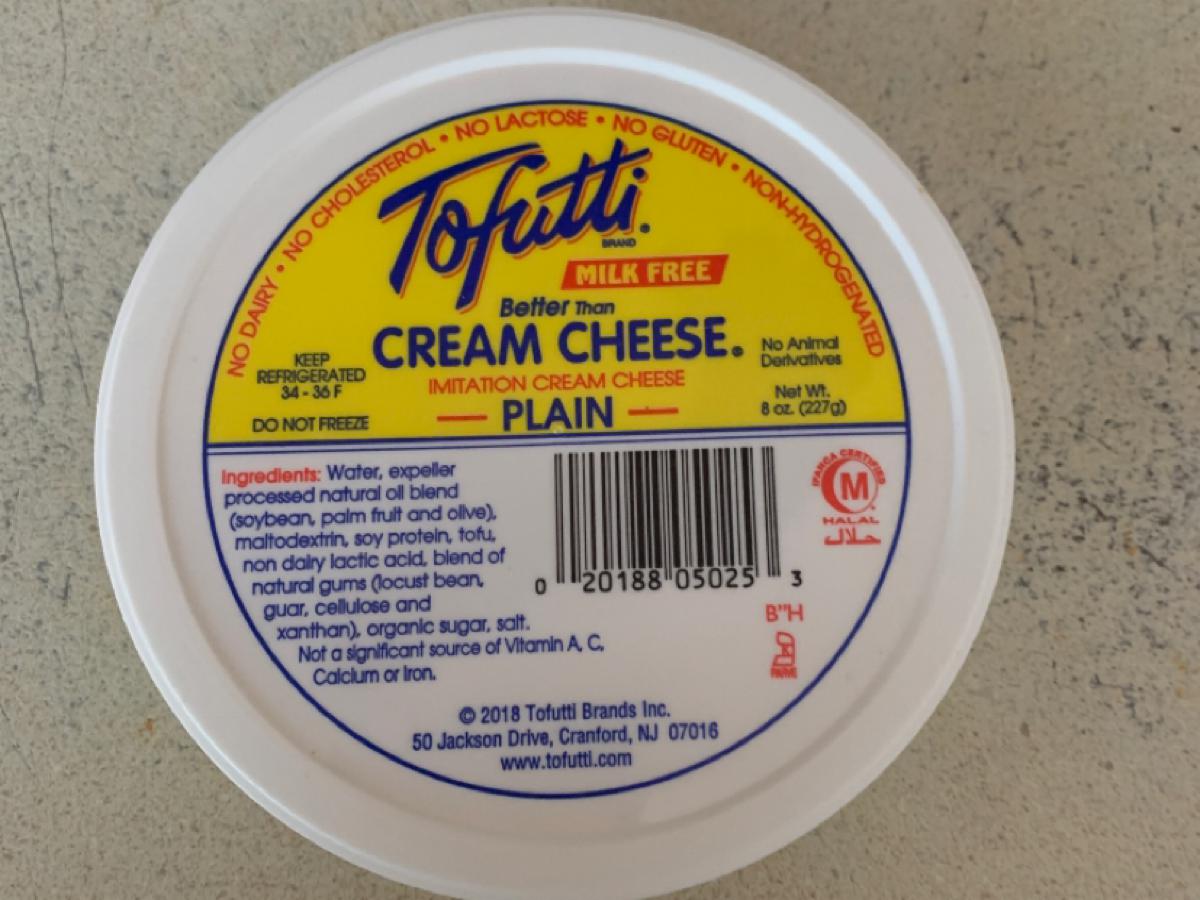 NO DAIRY • NO CHOLESTEROL • NO LACTOSE • NO GLUTEN • NON-HYDROGENATED
Tofutti®
BRAND
MILK FREE
Better Than
CREAM CHEESE®
IMITATION CREAM CHEESE
— PLAIN —
KEEP
REFRIGERATED
34 - 36 F
DO NOT FREEZE
No Animal
Derivatives
Net Wt.
8 oz. (227g)
Ingredients: Water, expeller
processed natural oil blend
(soybean, palm fruit and olive),
maltodextrin, soy protein, tofu,
non dairy lactic acid, blend of
natural gums (locust bean,
guar, cellulose and
xanthan), organic sugar, salt.
Not a significant source of Vitamin A, C,
Calcium or Iron.
0 20188 05025 3
IFANCA CERTIFIED
M
HALAL
حلال
B"H
K
PARVE
© 2018 Tofutti Brands Inc.
50 Jackson Drive, Cranford, NJ 07016
www.tofutti.com